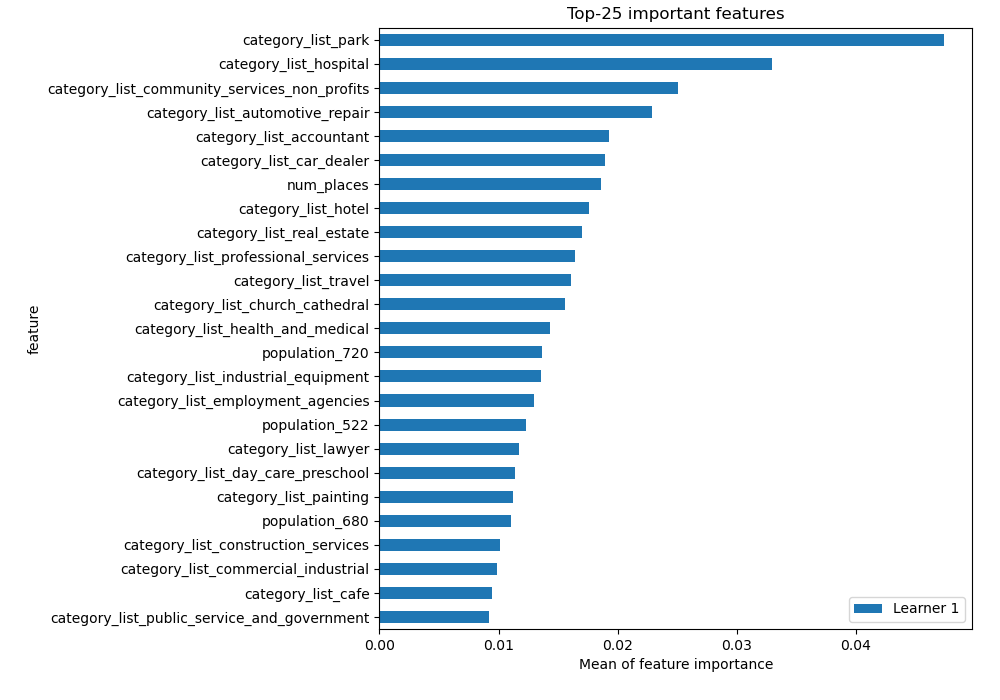 Top-25 important features
category_list_park
category_list_hospital
category_list_community_services_non_profits
category_list_automotive_repair
category_list_accountant
category_list_car_dealer
num_places
category_list_hotel
category_list_real_estate
category_list_professional_services
category_list_travel
category_list_church_cathedral
category_list_health_and_medical
population_720
category_list_industrial_equipment
category_list_employment_agencies
population_522
category_list_lawyer
category_list_day_care_preschool
category_list_painting
population_680
category_list_construction_services
category_list_commercial_industrial
category_list_cafe
category_list_public_service_and_government
feature
Learner 1
0.00 0.01 0.02 0.03 0.04
Mean of feature importance